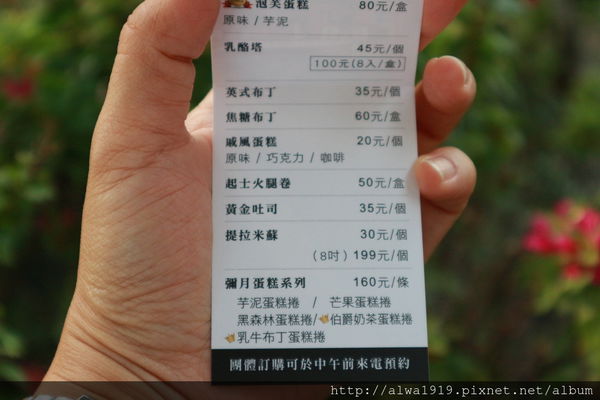 泡芙蛋糕 80元/盒
原味 / 芋泥
乳酪塔 45元/個
100元(8入/盒)
英式布丁 35元/個
焦糖布丁 60元/盒
戚風蛋糕 20元/個
原味 / 巧克力 / 咖啡
起士火腿卷 50元/盒
黃金吐司 35元/個
提拉米蘇 30元/個
(8吋) 199元/個
彌月蛋糕系列 160元/條
芋泥蛋糕捲 / 芒果蛋糕捲
黑森林蛋糕捲/伯爵奶茶蛋糕捲
乳牛布丁蛋糕捲
團體訂購可於中午前來電預約
http://alwa1919.pixnet.net/album